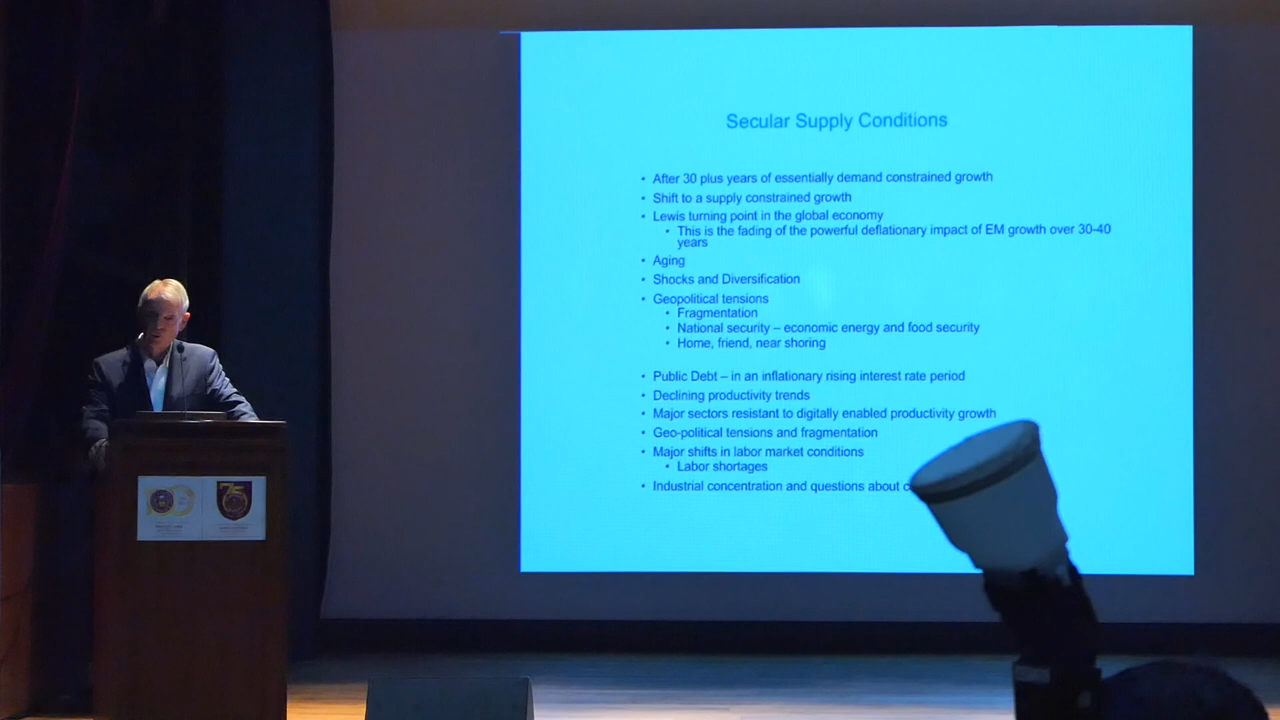 Secular Supply Conditions
• After 30 plus years of essentially demand constrained growth
• Shift to a supply constrained growth
• Lewis turning point in the global economy
• This is the fading of the powerful deflationary impact of EM growth over 30-40
years
• Aging
• Shocks and Diversification
• Geopolitical tensions
• Fragmentation
• National security – economic energy and food security
• Home, friend, near shoring
• Public Debt – in an inflationary rising interest rate period
• Declining productivity trends
• Major sectors resistant to digitally enabled productivity growth
• Geo-political tensions and fragmentation
• Major shifts in labor market conditions
• Labor shortages
• Industrial concentration and questions about
75